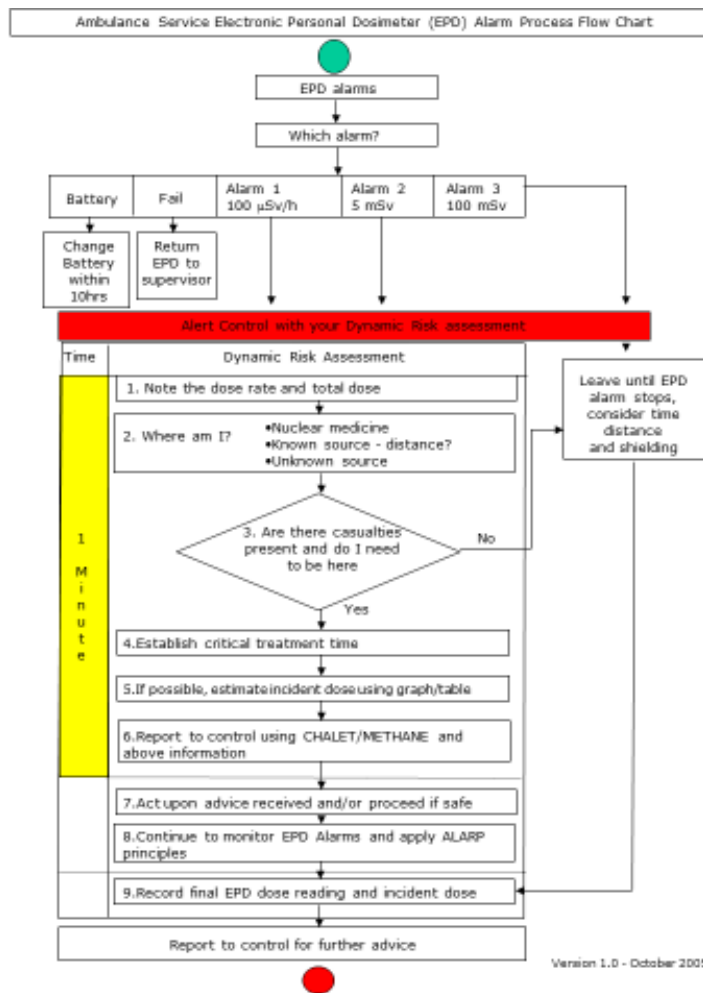 Ambulance Service Electronic Personal Dosimeter (EPD) Alarm Process Flow Chart
EPD alarms
Which alarm?
Battery
Fail
Alarm 1
100 µSv/h
Alarm 2
5 mSv
Alarm 3
100 mSv
Change
Battery
within
10hrs
Return
EPD to
supervisor
Alert Control with your Dynamic Risk assessment
Time
Dynamic Risk Assessment
1 Minute
1. Note the dose rate and total dose
2. Where am I?
•Nuclear medicine
•Known source - distance?
•Unknown source
3. Are there casualties
present and do I need
to be here
No
Yes
Leave until EPD
alarm stops,
consider time
distance
and shielding
4.Establish critical treatment time
5.If possible, estimate incident dose using graph/table
6.Report to control using CHALET/METHANE and
above information
7.Act upon advice received and/or proceed if safe
8.Continue to monitor EPD Alarms and apply ALARP
principles
9.Record final EPD dose reading and incident dose
Report to control for further advice
Version 1.0 - October 2005